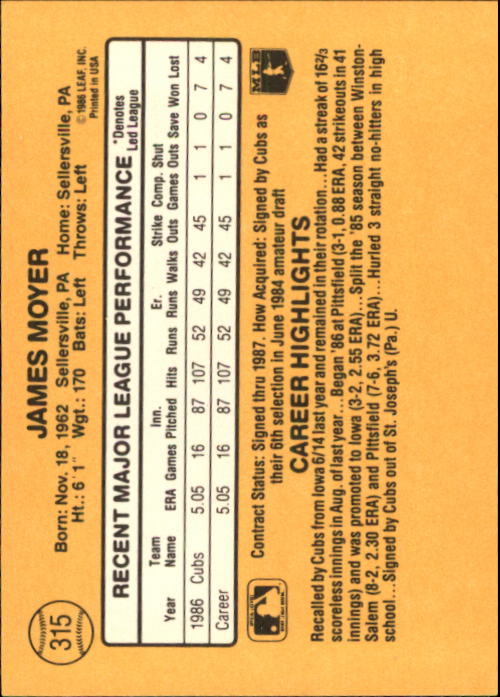 315
JAMES MOYER
Born: Nov. 18, 1962 Sellersville, PA Home: Sellersville, PA
Ht.: 6' 1" Wgt.: 170 Bats: Left Throws: Left
© 1986 LEAF, INC.
Printed in USA
RECENT MAJOR LEAGUE PERFORMANCE *Denotes Led League
Year Team Name ERA Games Inn. Pitched Hits Runs Er. Runs Walks Strike Outs Comp. Games Shut Outs Save Won Lost
1986 Cubs 5.05 16 87 107 52 49 42 45 1 1 0 7 4
Career 5.05 16 87 107 52 49 42 45 1 1 0 7 4
Contract Status: Signed thru 1987. How Acquired: Signed by Cubs as
their 6th selection in June 1984 amateur draft
MLB
CAREER HIGHLIGHTS
Recalled by Cubs from Iowa 6/14 last year and remained in their rotation...Had a streak of 16 2/3
scoreless innings in Aug. of last year...Began '86 at Pittsfield (3-1, 0.88 ERA, 42 strikeouts in 41
innings) and was promoted to Iowa (3-2, 2.55 ERA)...Split the '85 season between Winston-
Salem (8-2, 2.30 ERA) and Pittsfield (7-6, 3.72 ERA)...Hurled 3 straight no-hitters in high
school...Signed by Cubs out of St. Joseph's (Pa.) U.